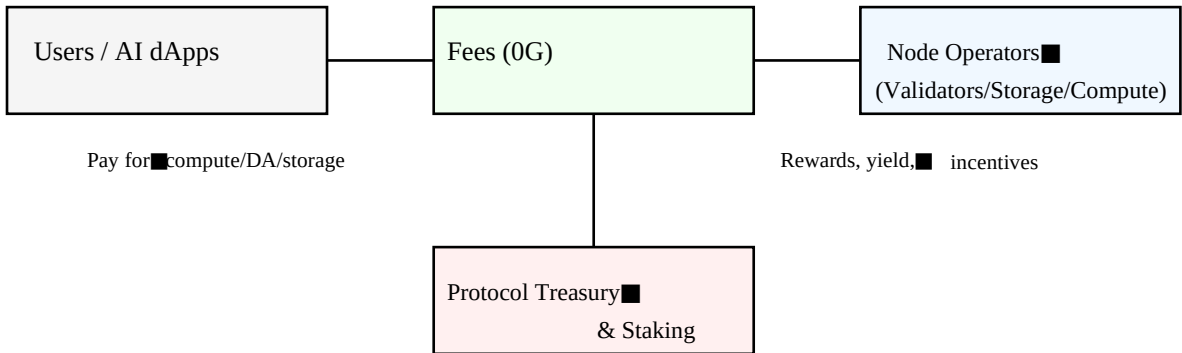 Users / AI dApps
Fees (0G)
Node Operators■
(Validators/Storage/Compute)
Pay for■compute/DA/storage
Rewards, yield,■ incentives
Protocol Treasury■
& Staking